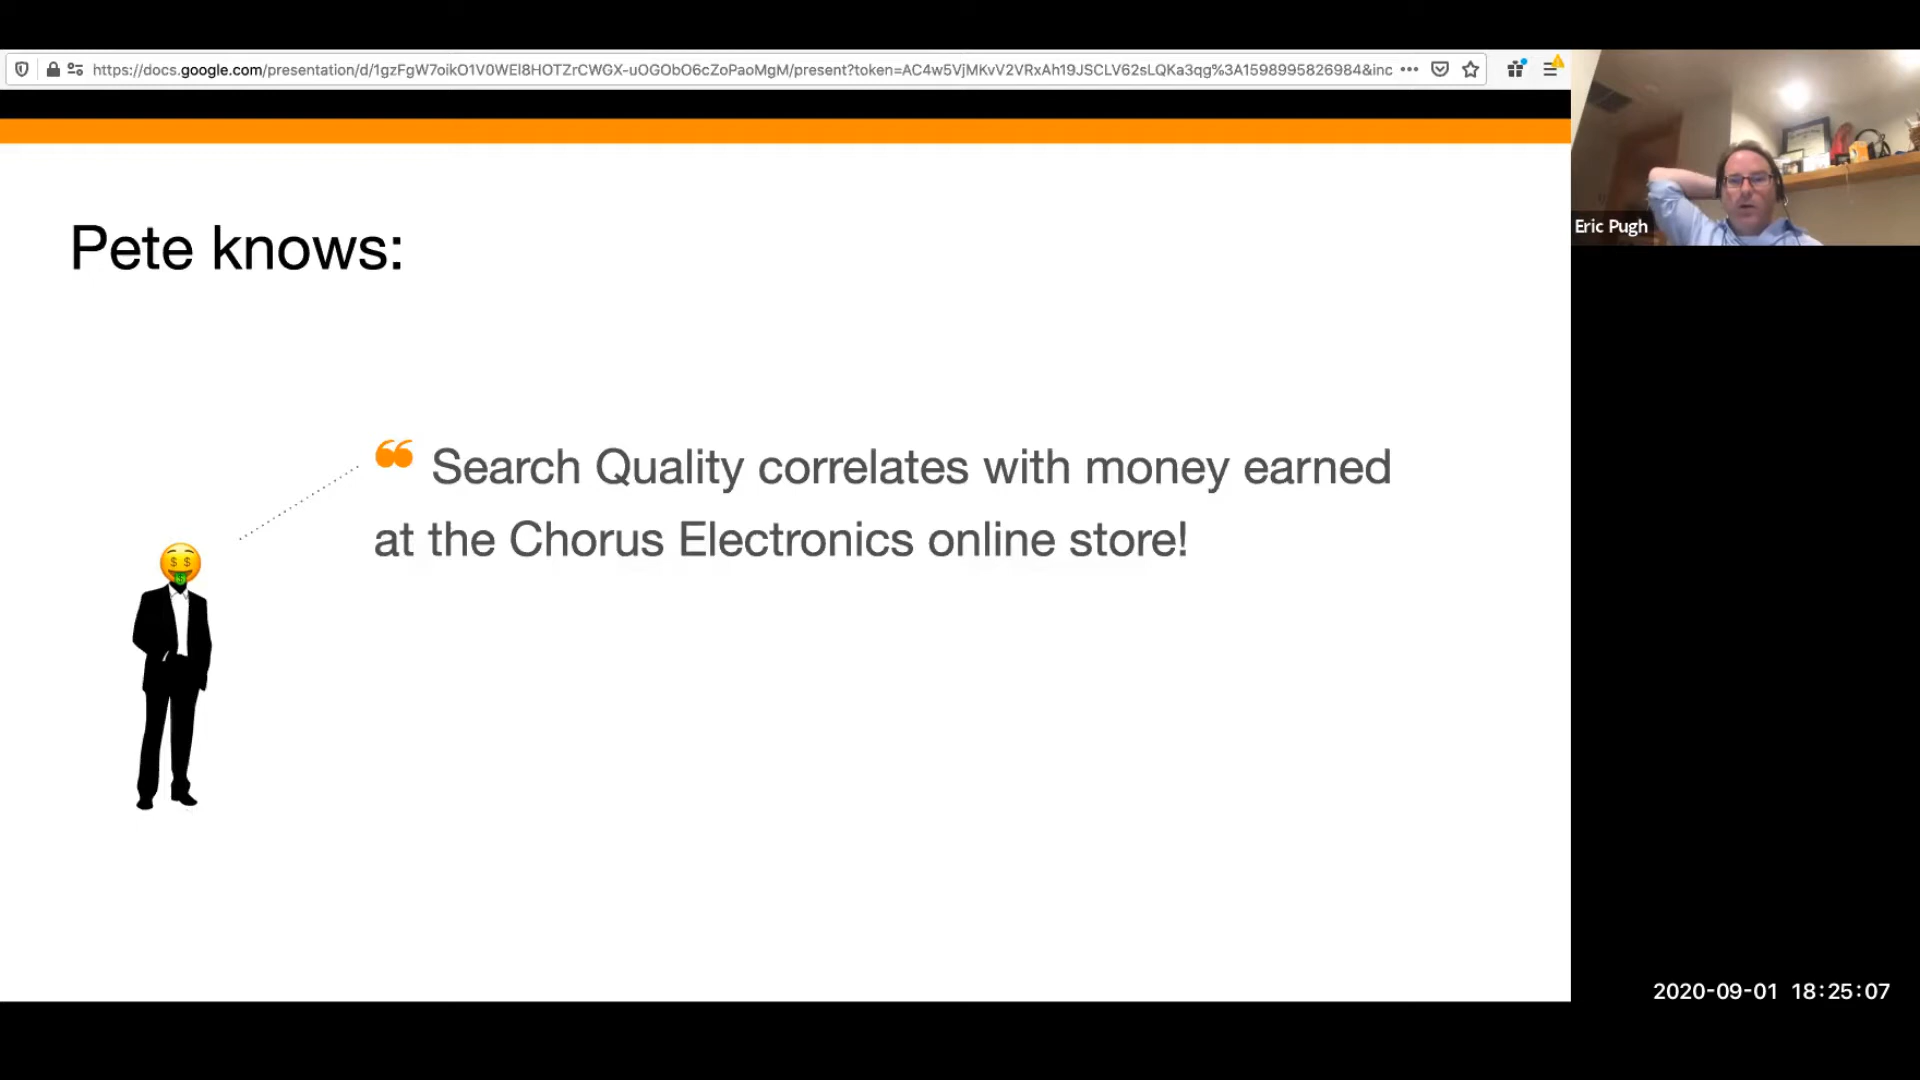 https://docs.google.com/presentation/d/1gzFgW7oikO1V0WEl8HOTZrCWGX-uOGObO6cZoPaoMgM/present?token=AC4w5VjMKvV2VRxAh19JSCLV62sLQKa3qg%3A1598995826984&inc
Eric Pugh
Pete knows:
❝ Search Quality correlates with money earned
at the Chorus Electronics online store!
2020-09-01 18:25:07